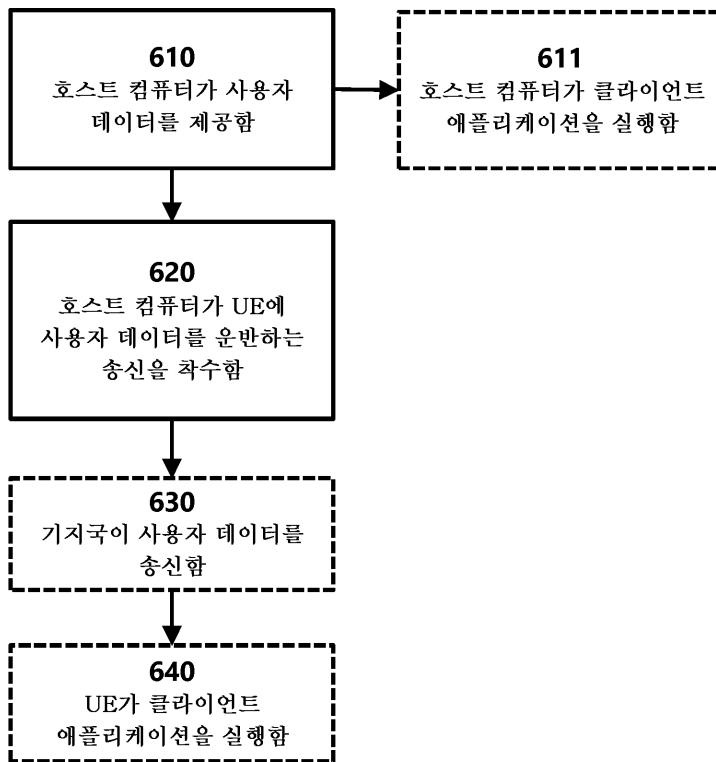 610
호스트 컴퓨터가 사용자
데이터를 제공함
611
호스트 컴퓨터가 클라이언트
애플리케이션을 실행함
620
호스트 컴퓨터가 UE에
사용자 데이터를 운반하는
송신을 착수함
630
기지국이 사용자 데이터를
송신함
640
UE가 클라이언트
애플리케이션을 실행함